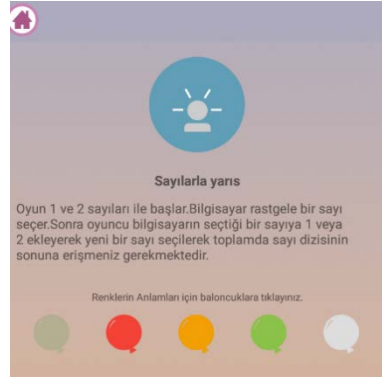 Sayılarla yarıs
Oyun 1 ve 2 sayıları ile başlar.Bilgisayar rastgele bir sayı
seçer.Sonra oyuncu bilgisayarın seçtiği bir sayıya 1 veya
2 ekleyerek yeni bir sayı seçilerek toplamda sayı dizisinin
sonuna erişmeniz gerekmektedir.
Renklerin Anlamları için baloncuklara tıklayınız.